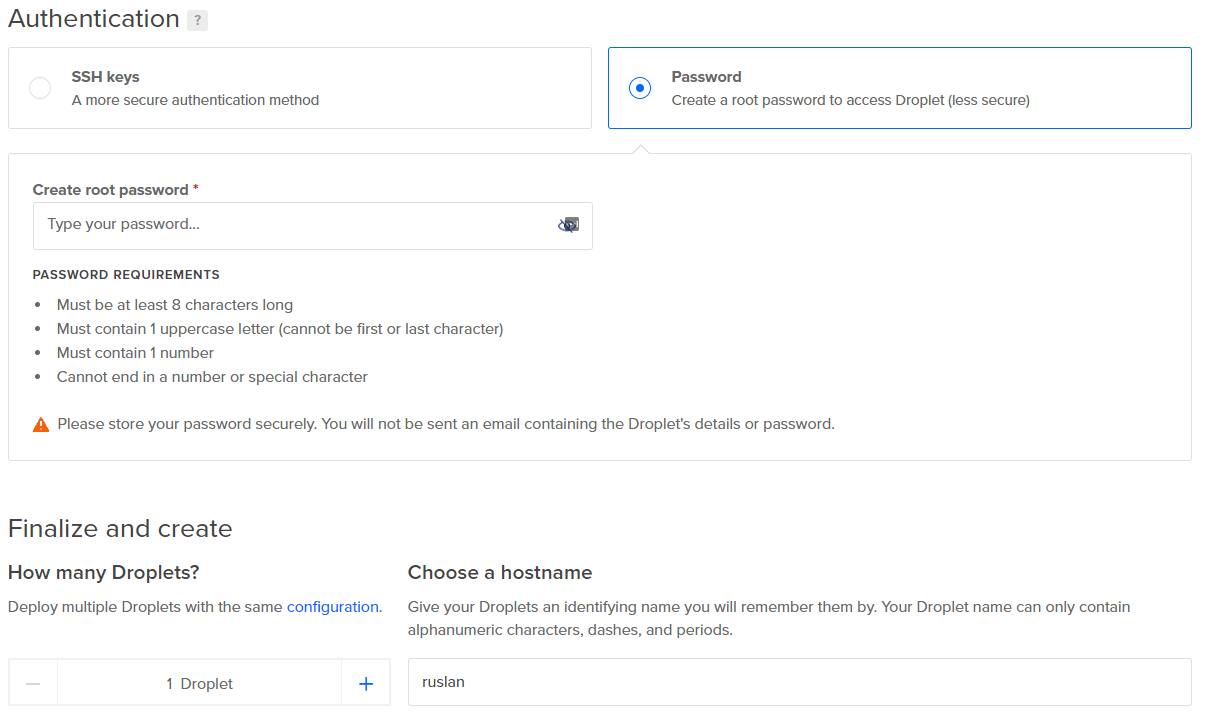 Authentication ?
SSH keys
A more secure authentication method
Password
Create a root password to access Droplet (less secure)
Create root password *
Type your password...
PASSWORD REQUIREMENTS
• Must be at least 8 characters long
• Must contain 1 uppercase letter (cannot be first or last character)
• Must contain 1 number
• Cannot end in a number or special character
Please store your password securely. You will not be sent an email containing the Droplet's details or password.
Finalize and create
How many Droplets?
Deploy multiple Droplets with the same configuration.
1 Droplet
Choose a hostname
Give your Droplets an identifying name you will remember them by. Your Droplet name can only contain
alphanumeric characters, dashes, and periods.
ruslan